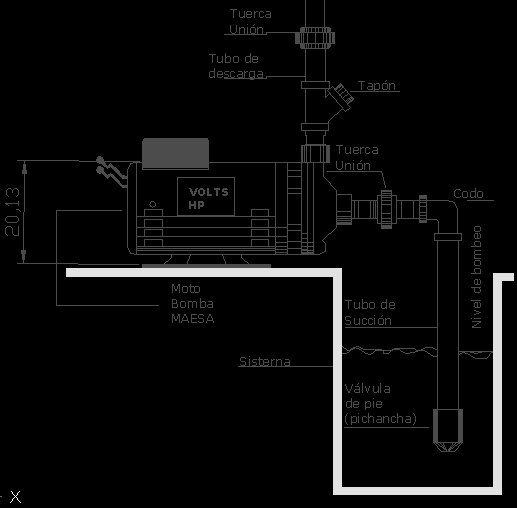 Tuerca
Unión
Tubo de
descarga
Tapón
Tuerca
Unión
VOLTS
HP
Codo
20,13
Nivel de bombeo
Moto
Bomba
MAESA
Tubo de
Succión
Sisterna
Válvula
de pie
(pichancha)
X